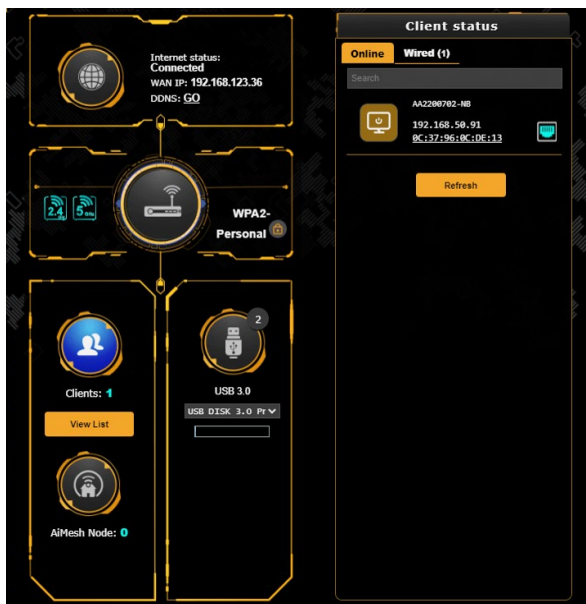 Internet status:
Connected
WAN IP: 192.168.123.36
DDNS: GO
2.4
5
WPA2-
Personal
Clients: 1
View List
AiMesh Node: 0
2
USB 3.0
USB DISK 3.0 Pr
Client status
Online
Wired (1)
Search
AA2200702-NB
192.168.50.91
0C:37:96:0C:DE:13
Refresh